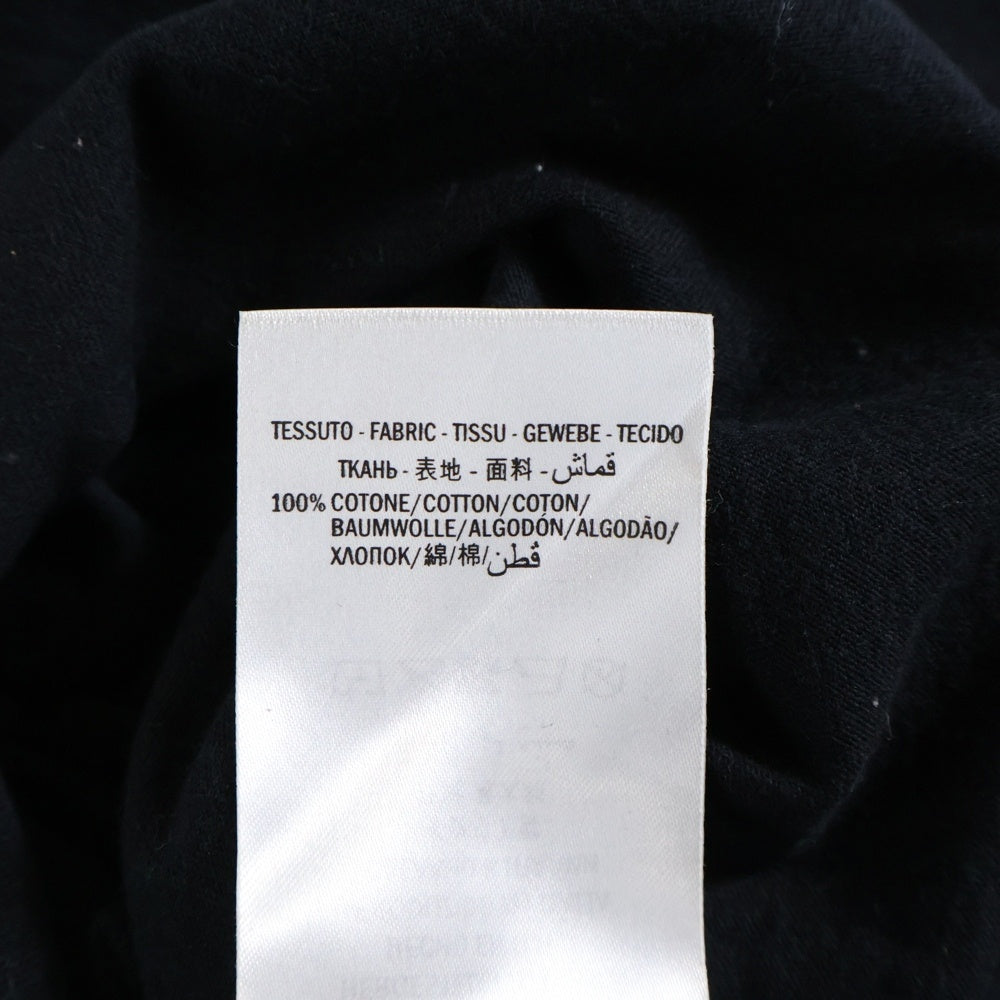 TESSUTO - FABRIC - TISSU - GEWEBE - TECIDO
ТКАНЬ - 表地 - 面料 - قماش
100% COTONE/COTTON/COTON/
BAUMWOLLE/ALGODÓN/ALGODÃO/
ХЛОПОК/綿/棉/قطن